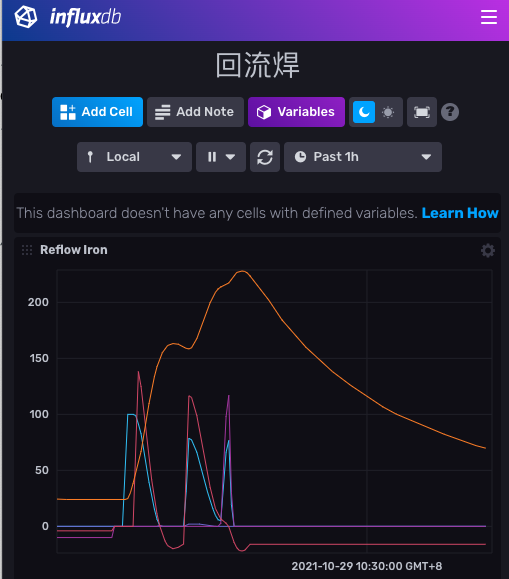 influxdb
回流焊
Add Cell
Add Note
Variables
?
Local
Past 1h
This dashboard doesn't have any cells with defined variables. Learn How
Reflow Iron
200
150
100
50
0
2021-10-29 10:30:00 GMT+8